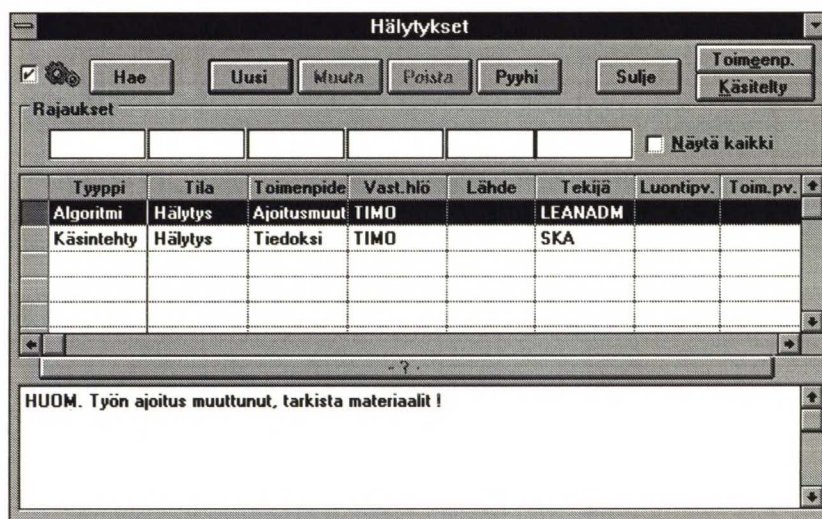 Hälytykset
Hae Uusi Muuta Poista Pyyhi Sulje Toimeenp.
Käsitelty
Rajaukset
Näytä kaikki
Tyyppi Tila Toimenpide Vast.hlö Lähde Tekijä Luontipv. Toim.pv.
Algoritmi Hälytys Ajoitusmuut TIMO LEANADM
Käsintehty Hälytys Tiedoksi TIMO SKA
- ? -
HUOM. Työn ajoitus muuttunut, tarkista materiaalit !